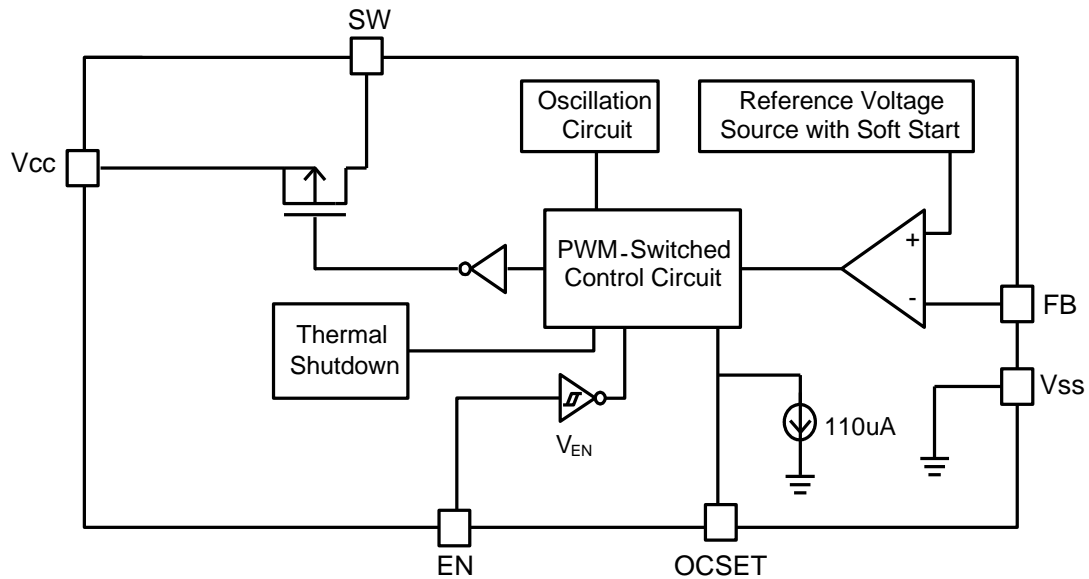 SW
Oscillation
Circuit
Reference Voltage
Source with Soft Start
Vcc
PWM-Switched
Control Circuit
+
-
FB
Thermal
Shutdown
Vss
110uA
VEN
EN
OCSET